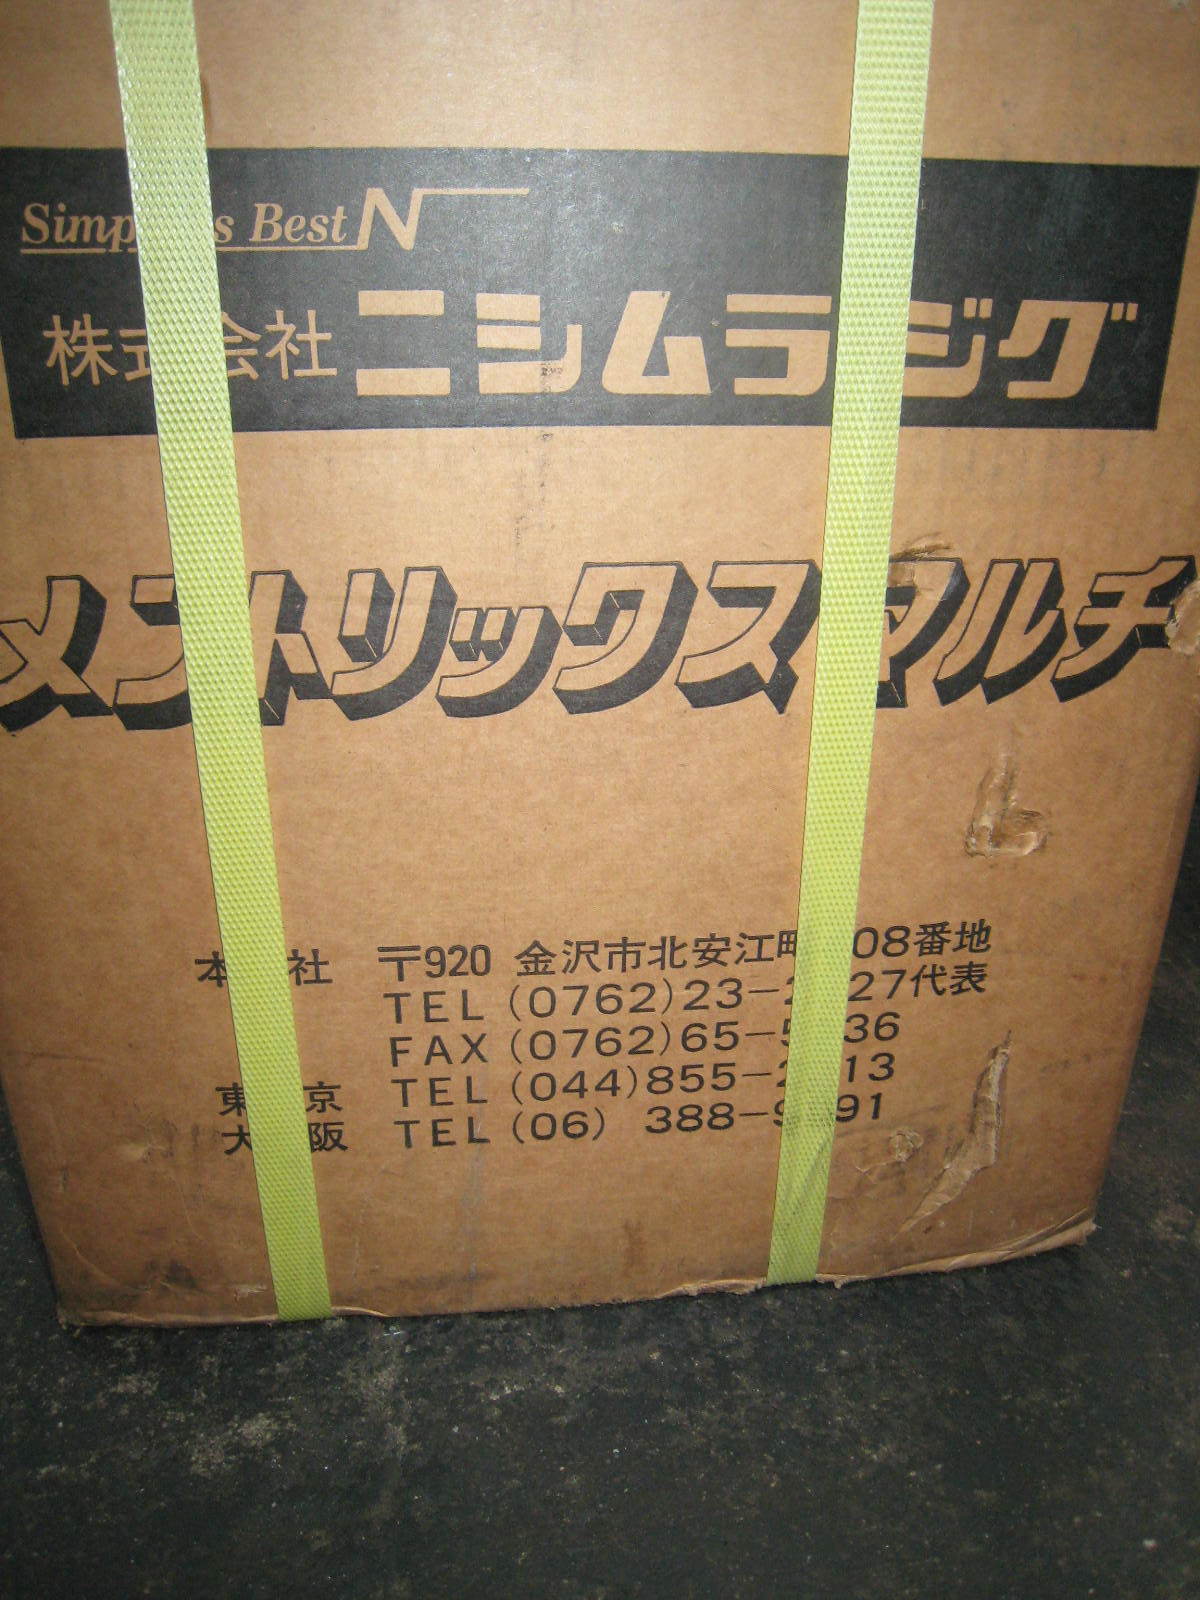 Best N
株式会社 ニシムラジグ
メントリックスマルチ
本社 〒920 金沢市北安江町 08番地
TEL (0762)23- 27代表
FAX (0762)65- 36
東京 TEL (044)855- 13
大阪 TEL (06) 388- 91